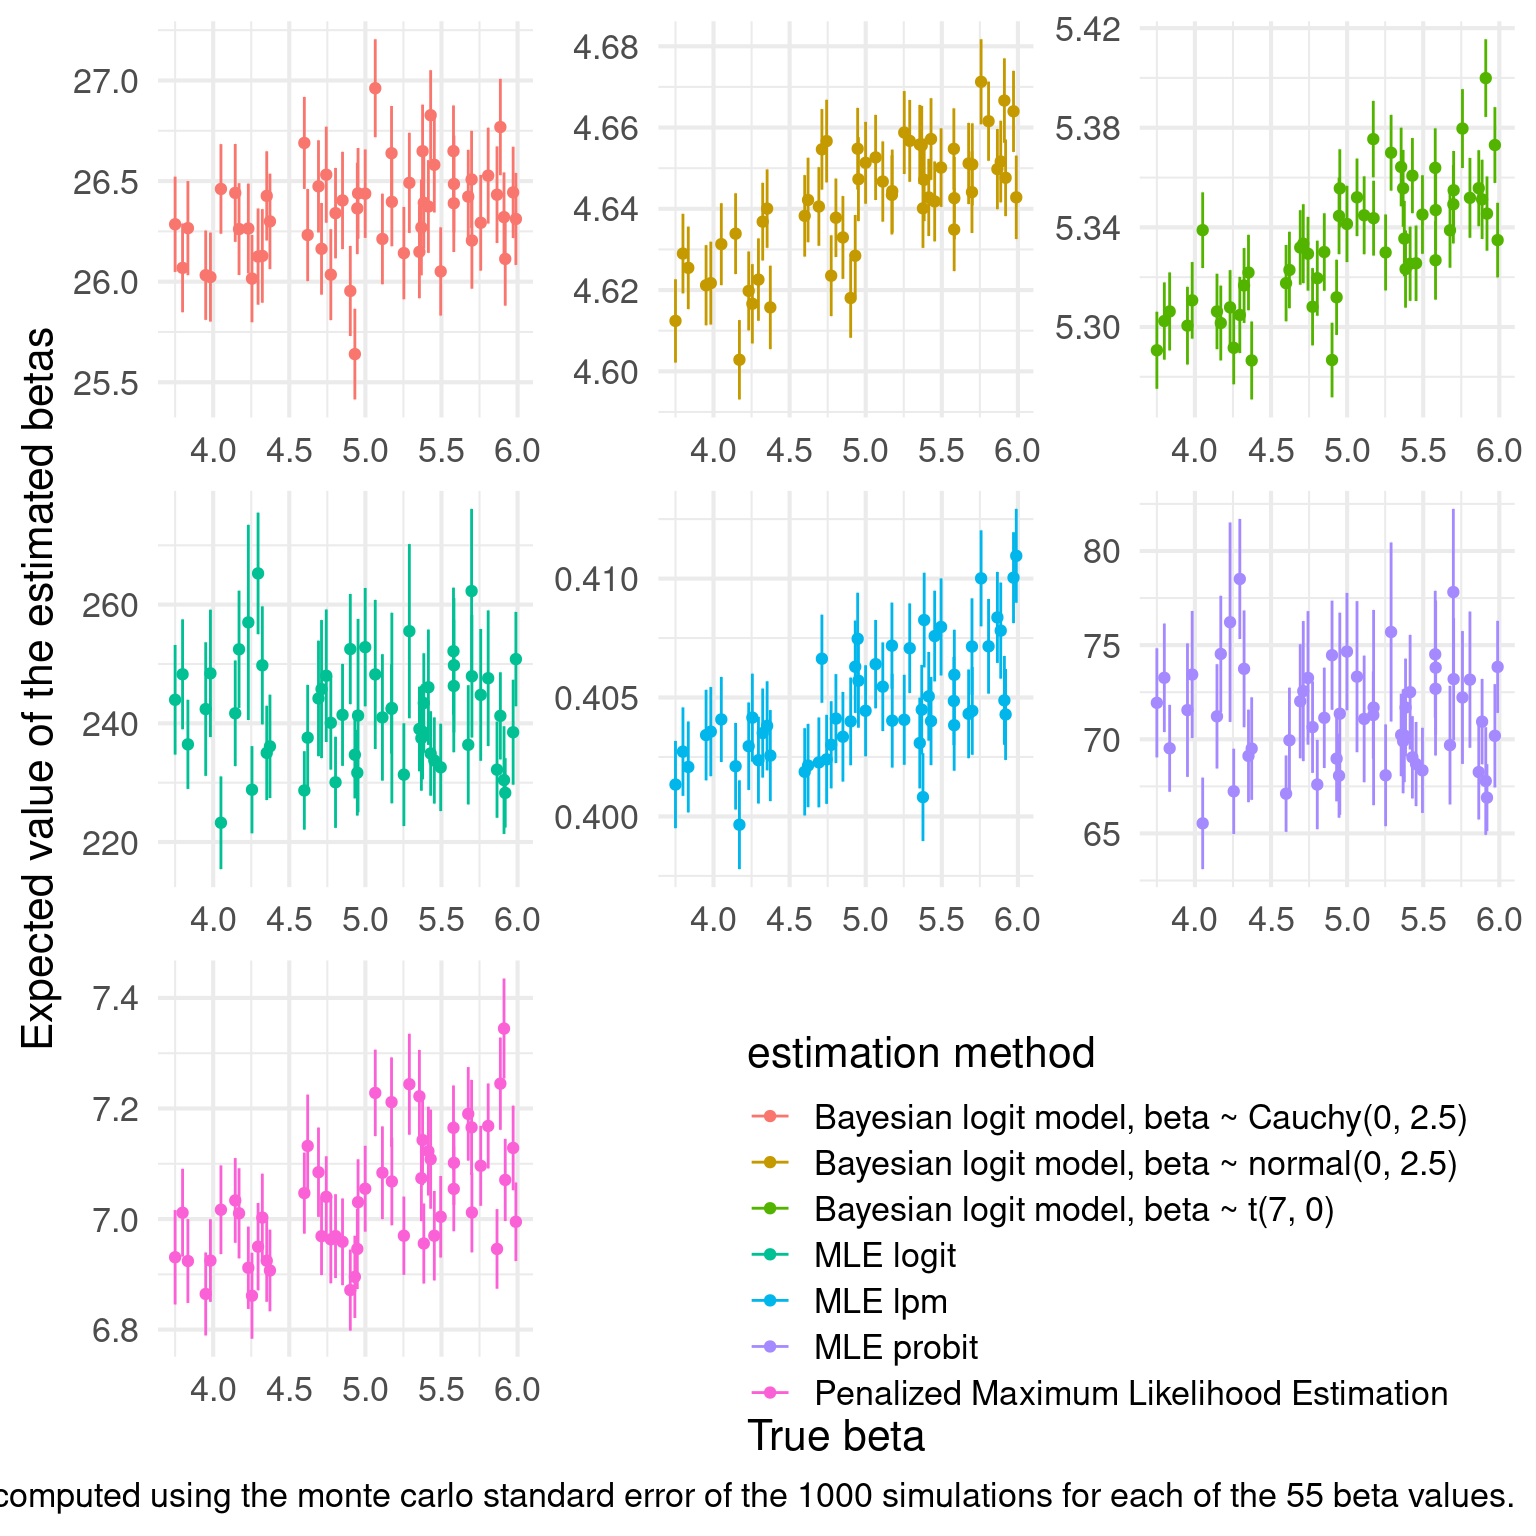 27.0
26.5
26.0
25.5
4.0 4.5 5.0 5.5 6.0
4.68
4.66
4.64
4.62
4.60
4.0 4.5 5.0 5.5 6.0
5.42
5.38
5.34
5.30
4.0 4.5 5.0 5.5 6.0
Expected value of the estimated betas
260
240
220
4.0 4.5 5.0 5.5 6.0
0.410
0.405
0.400
4.0 4.5 5.0 5.5 6.0
80
75
70
65
4.0 4.5 5.0 5.5 6.0
7.4
7.2
7.0
6.8
4.0 4.5 5.0 5.5 6.0
estimation method
Bayesian logit model, beta ~ Cauchy(0, 2.5)
Bayesian logit model, beta ~ normal(0, 2.5)
Bayesian logit model, beta ~ t(7, 0)
MLE logit
MLE lpm
MLE probit
Penalized Maximum Likelihood Estimation
True beta
computed using the monte carlo standard error of the 1000 simulations for each of the 55 beta values.